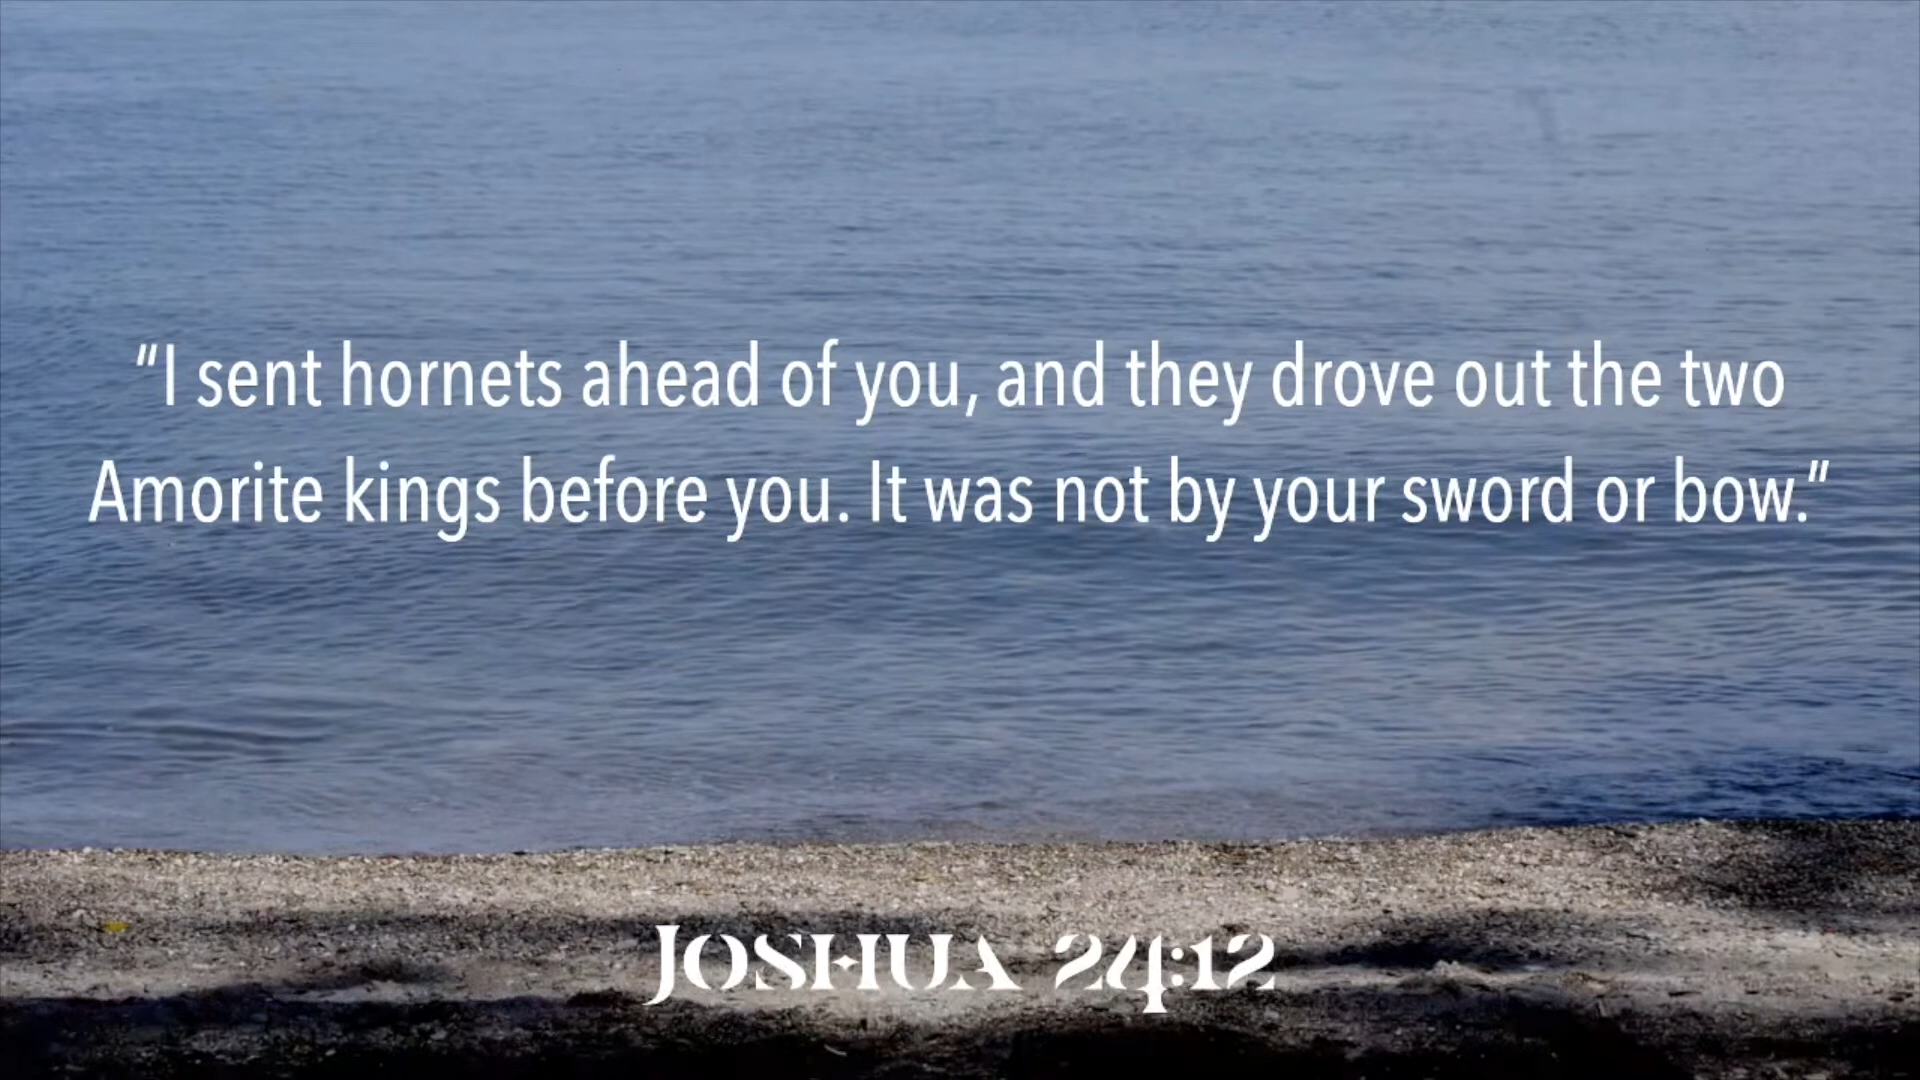 “I sent hornets ahead of you, and they drove out the two
Amorite kings before you. It was not by your sword or bow.”
JOSHUA 24:12